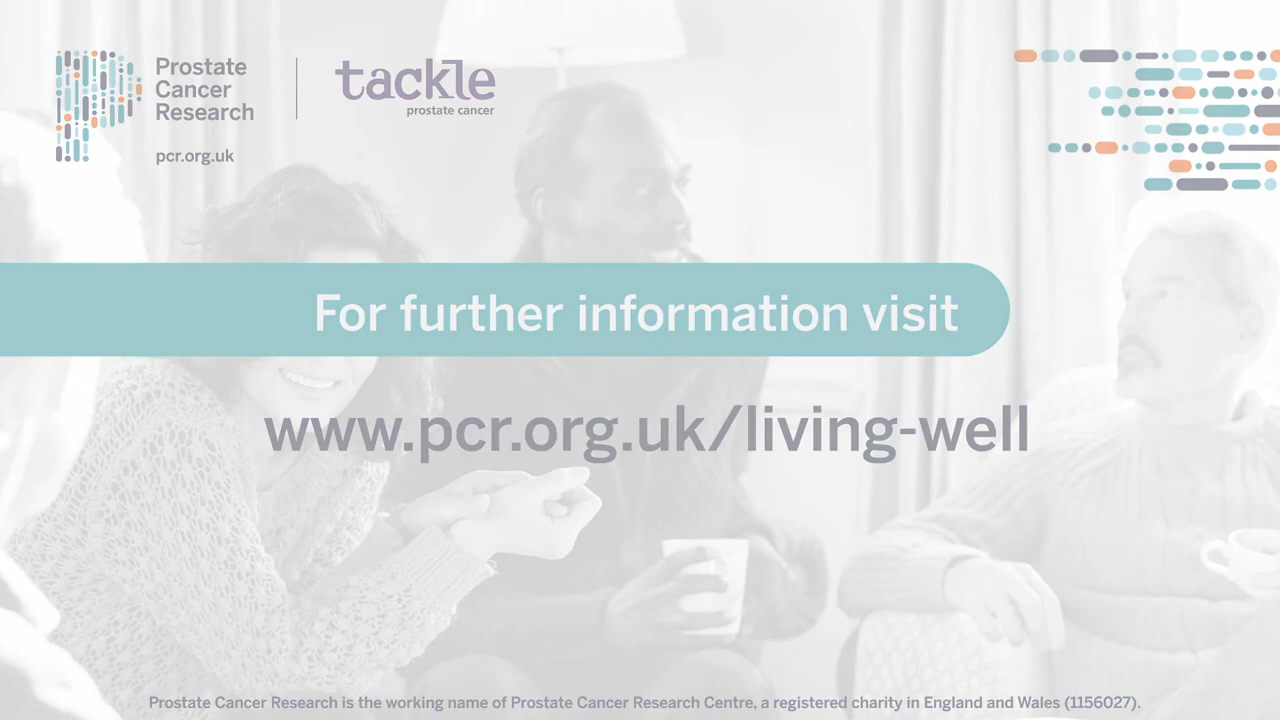 Prostate
Cancer
Research
pcr.org.uk
tackle
prostate cancer
For further information visit
www.pcr.org.uk/living-well
Prostate Cancer Research is the working name of Prostate Cancer Research Centre, a registered charity in England and Wales (1156027).